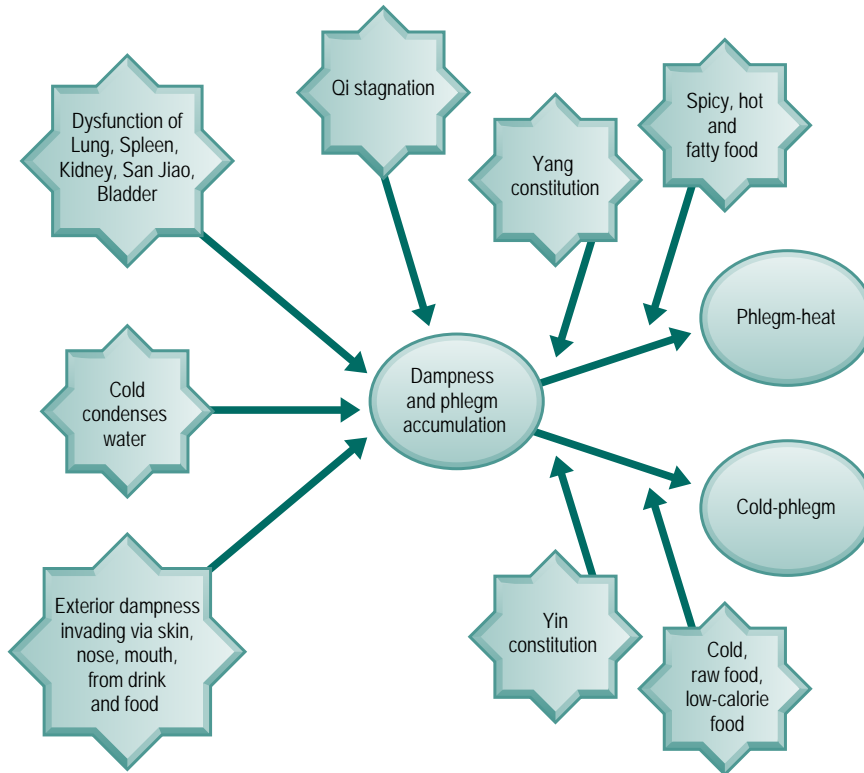 Qi stagnation
Spicy, hot
and
fatty food
Dysfunction of
Lung, Spleen,
Kidney, San Jiao,
Bladder
Yang
constitution
Phlegm-heat
Cold
condenses
water
Dampness
and phlegm
accumulation
Cold-phlegm
Exterior dampness
invading via skin,
nose, mouth,
from drink
and food
Yin
constitution
Cold,
raw food,
low-calorie
food